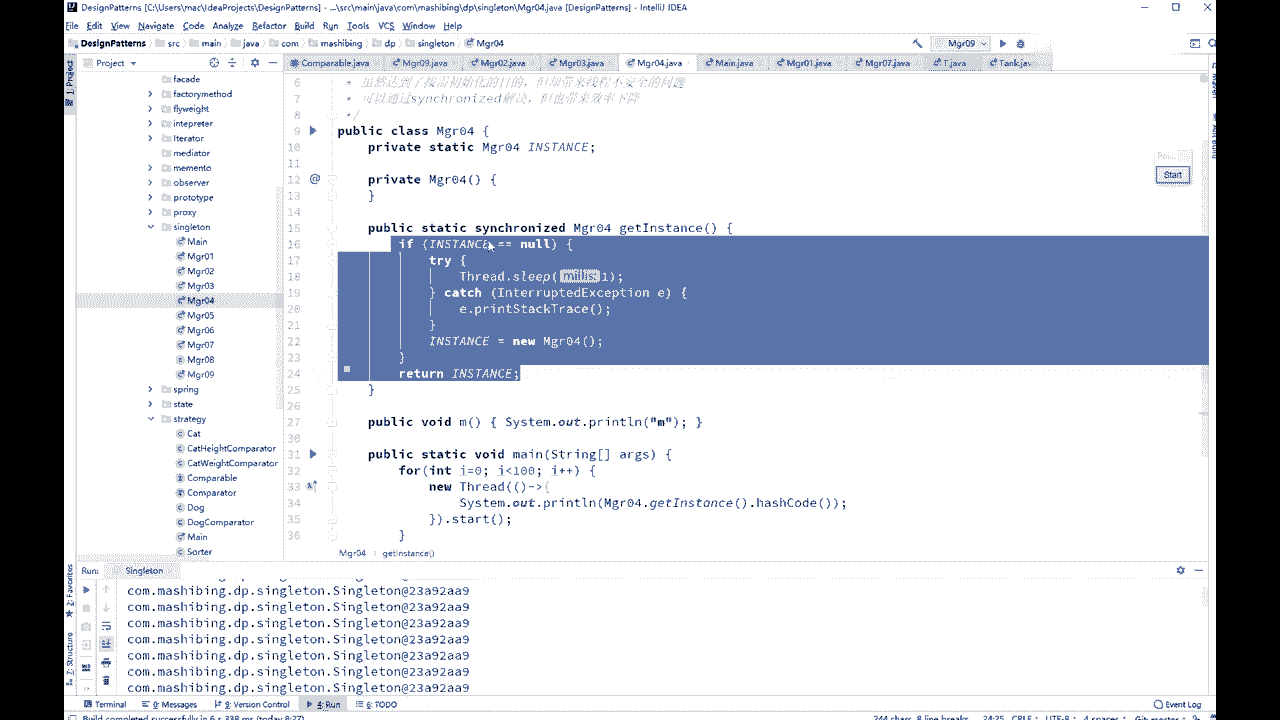 DesignPatterns [C:\Users\mac\IdeaProjects\DesignPatterns] - ...\src\main\java\com\mashibing\dp\singleton\Mgr04.java [DesignPatterns] - IntelliJ IDEA
File Edit View Navigate Code Analyze Refactor Build Run Tools VCS Window Help
DesignPatterns src main java com mashibing dp singleton Mgr04 Mgr09
Project Comparable.java Mgr09.java Mgr02.java Mgr03.java Mgr04.java Main.java Mgr01.java Mgr07.java T.java Tank.jav
1: Project
facade
factorymethod
flyweight
intepreter
Iterator
mediator
memento
observer
prototype
proxy
singleton
Main
Mgr01
Mgr02
Mgr03
Mgr04
Mgr05
Mgr06
Mgr07
Mgr08
Mgr09
spring
state
strategy
Cat
CatHeightComparator
CatWeightComparator
Comparable
Comparator
Dog
DogComparator
Main
Sorter
6 * 虽然达到了按需初始化的目的，但却带来线程不安全的问题
7 * 可以通过synchronized解决，但也带来效率下降
8 */
9 public class Mgr04 {
10 private static Mgr04 INSTANCE;
11
12 @ private Mgr04() {
13 }
14
15 public static synchronized Mgr04 getInstance() {
16 if (INSTANCE == null) {
17 try {
18 Thread.sleep( millis: 1);
19 } catch (InterruptedException e) {
20 e.printStackTrace();
21 }
22 INSTANCE = new Mgr04();
23 }
24 return INSTANCE;
25 }
26
27 public void m() { System.out.println("m"); }
30
31 public static void main(String[] args) {
32 for(int i=0; i<100; i++) {
33 new Thread(()->{
34 System.out.println(Mgr04.getInstance().hashCode());
35 }).start();
36 }
Start
Mgr04 getInstance()
Run: Singleton
com.mashibing.dp.singleton.Singleton@23a92aa9
com.mashibing.dp.singleton.Singleton@23a92aa9
com.mashibing.dp.singleton.Singleton@23a92aa9
com.mashibing.dp.singleton.Singleton@23a92aa9
com.mashibing.dp.singleton.Singleton@23a92aa9
com.mashibing.dp.singleton.Singleton@23a92aa9
com.mashibing.dp.singleton.Singleton@23a92aa9
2: Favorites
7: Structure
Terminal 0: Messages 9: Version Control 4: Run 6: TODO Event Log
Build completed successfully in 6 s 338 ms (today 8:27) 244 chars, 8 line breaks 24:25 CRLF UTF-8 4 spaces Git: master